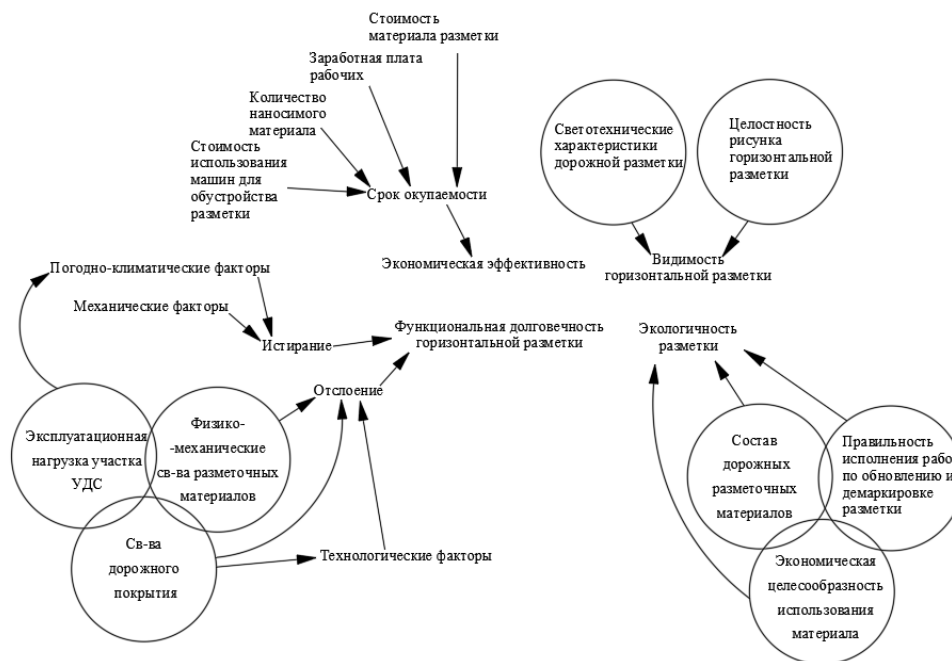 Стоимость
материала разметки
Заработная плата
рабочих
Количество
наносимого
материала
Стоимость
использования
машин для
обустройства
разметки
Срок окупаемости
Экономическая эффективность
Светотехнические
характеристики
дорожной разметки
Целостность
рисунка
горизонтальной
разметки
Видимость
горизонтальной разметки
Погодно-климатические факторы
Механические факторы
Истирание
Функциональная долговечность
горизонтальной разметки
Отслоение
Экологичность
разметки
Эксплуатационная
нагрузка участка
УДС
Физико-
-механические
св-ва разметочных
материалов
Св-ва
дорожного
покрытия
Технологические факторы
Состав
дорожных
разметочных
материалов
Правильность
исполнения работ
по обновлению и
демаркировке
разметки
Экономическая
целесообразность
использования
материала